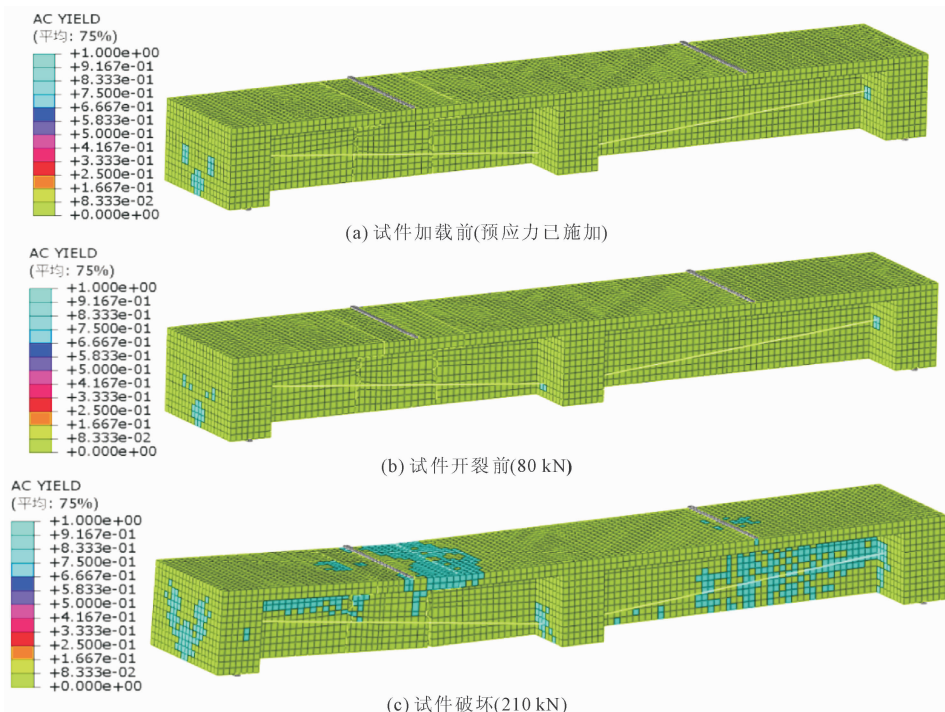 AC YIELD
(平均: 75%)
+1.000e+00
+9.167e-01
+8.333e-01
+7.500e-01
+6.667e-01
+5.833e-01
+5.000e-01
+4.167e-01
+3.333e-01
+2.500e-01
+1.667e-01
+8.333e-02
+0.000e+00
(a) 试件加载前(预应力已施加)
AC YIELD
(平均: 75%)
+1.000e+00
+9.167e-01
+8.333e-01
+7.500e-01
+6.667e-01
+5.833e-01
+5.000e-01
+4.167e-01
+3.333e-01
+2.500e-01
+1.667e-01
+8.333e-02
+0.000e+00
(b) 试件开裂前(80 kN)
AC YIELD
(平均: 75%)
+1.000e+00
+9.167e-01
+8.333e-01
+7.500e-01
+6.667e-01
+5.833e-01
+5.000e-01
+4.167e-01
+3.333e-01
+2.500e-01
+1.667e-01
+8.333e-02
+0.000e+00
(c) 试件破坏(210 kN)